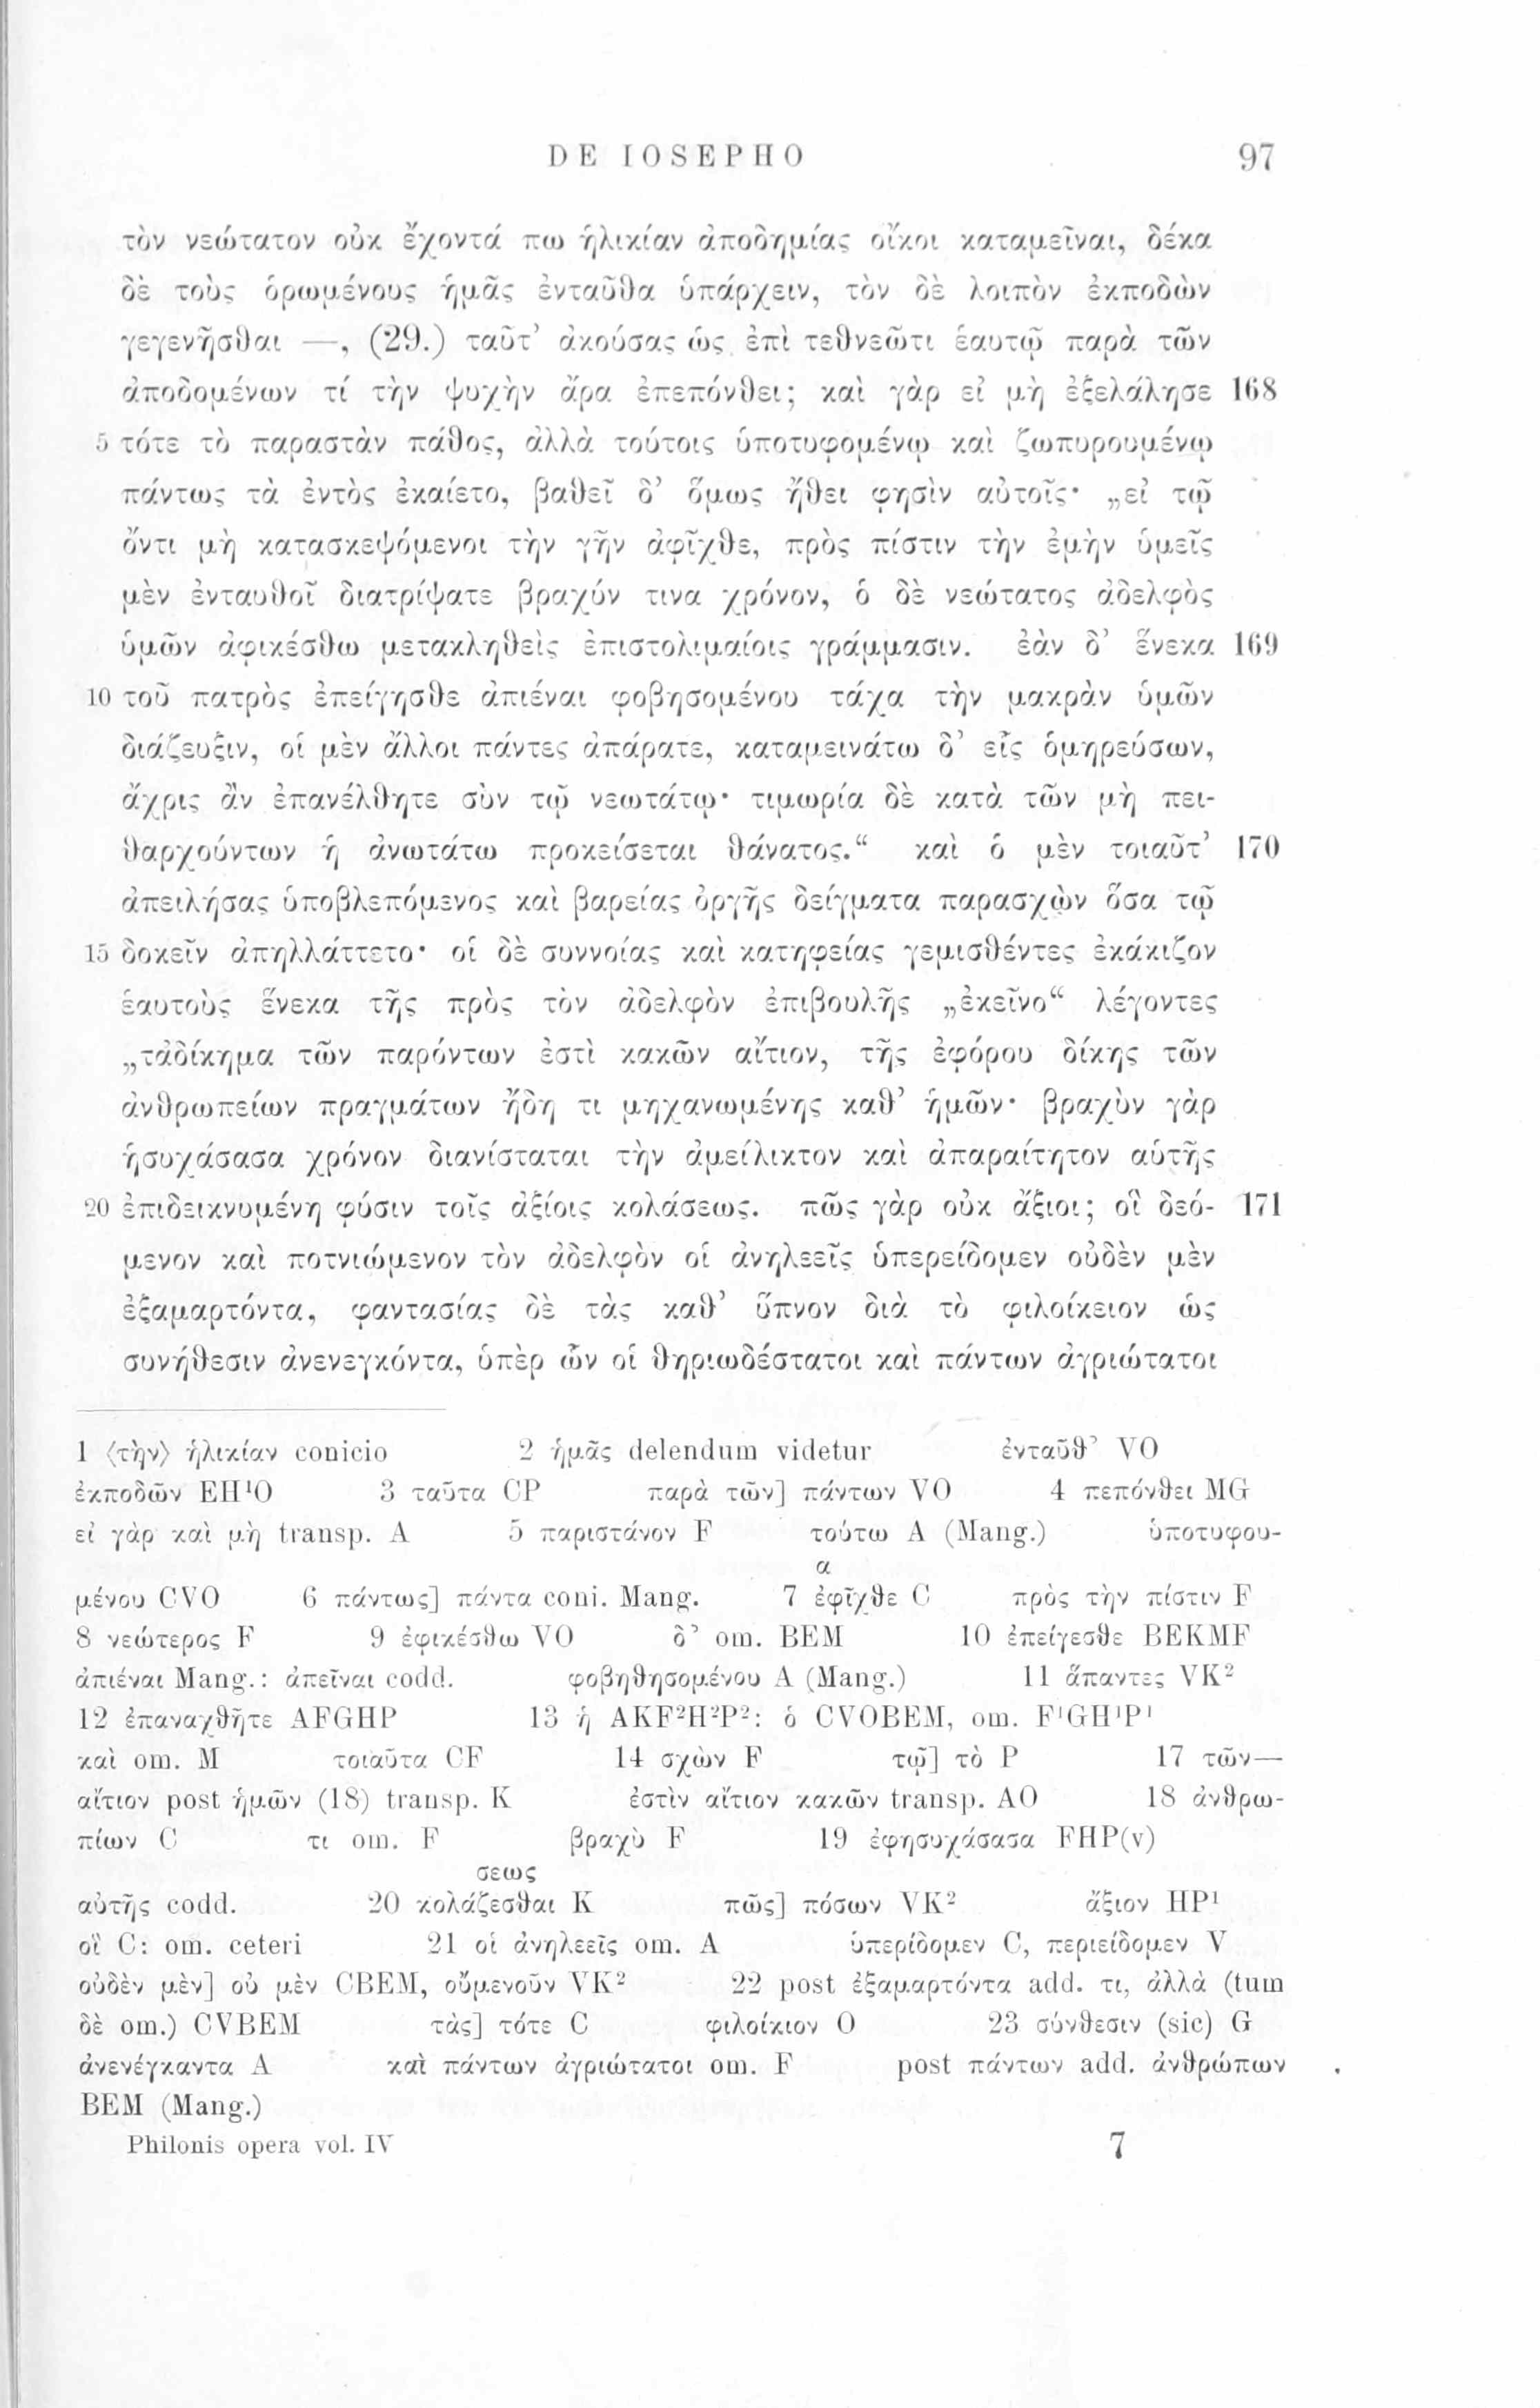 DE IOSEPHO 97
τὸν νεώτατον οὐκ ἔχοντά πω ἡλικίαν ἀποδημίας οἴκοι καταμεῖναι, δέκα
δὲ τοὺς ὁρωμένους ἡμᾶς ἐνταῦθα ὑπάρχειν, τὸν δὲ λοιπὸν ἐκποδὼν
γεγενῆσθαι —, (29.) ταῦτ’ ἀκούσας ὡς ἐπὶ τεθνεῶτι ἑαυτῷ παρὰ τῶν
ἀποδομένων τί τὴν ψυχὴν ἄρα ἐπεπόνθει; καὶ γὰρ εἰ μὴ ἐξελάλησε 168
5 τότε τὸ παραστὰν πάθος, ἀλλὰ τούτοις ὑποτυφομένῳ καὶ ζωπυρουμένῳ
πάντως τὰ ἐντὸς ἐκαίετο, βαθεῖ δ’ ὅμως ἤθει φησὶν αὐτοῖς· „εἰ τῷ
ὄντι μὴ κατασκεψόμενοι τὴν γῆν ἀφῖχθε, πρὸς πίστιν τὴν ἐμὴν ὑμεῖς
μὲν ἐνταυθοῖ διατρίψατε βραχύν τινα χρόνον, ὁ δὲ νεώτατος ἀδελφὸς
ὑμῶν ἀφικέσθω μετακληθεὶς ἐπιστολιμαίοις γράμμασιν. ἐὰν δ’ ἕνεκα 169
10 τοῦ πατρὸς ἐπείγησθε ἀπιέναι φοβησομένου τάχα τὴν μακρὰν ὑμῶν
διάζευξιν, οἱ μὲν ἄλλοι πάντες ἀπάρατε, καταμεινάτω δ’ εἷς ὁμηρεύσων,
ἄχρις ἂν ἐπανέλθητε σὺν τῷ νεωτάτῳ· τιμωρία δὲ κατὰ τῶν μὴ πει-
θαρχούντων ἡ ἀνωτάτω προκείσεται θάνατος.“ καὶ ὁ μὲν τοιαῦτ’ 170
ἀπειλήσας ὑποβλεπόμενος καὶ βαρείας ὀργῆς δείγματα παρασχὼν ὅσα τῷ
15 δοκεῖν ἀπηλλάττετο· οἱ δὲ συννοίας καὶ κατηφείας γεμισθέντες ἐκάκιζον
ἑαυτοὺς ἕνεκα τῆς πρὸς τὸν ἀδελφὸν ἐπιβουλῆς „ἐκεῖνο“ λέγοντες
„τἀδίκημα τῶν παρόντων ἐστὶ κακῶν αἴτιον, τῆς ἐφόρου δίκης τῶν
ἀνθρωπείων πραγμάτων ἤδη τι μηχανωμένης καθ’ ἡμῶν· βραχὺν γὰρ
ἡσυχάσασα χρόνον διανίσταται τὴν ἀμείλικτον καὶ ἀπαραίτητον αὑτῆς
20 ἐπιδεικνυμένη φύσιν τοῖς ἀξίοις κολάσεως. πῶς γὰρ οὐκ ἄξιοι; οἳ δεό- 171
μενον καὶ ποτνιώμενον τὸν ἀδελφὸν οἱ ἀνηλεεῖς ὑπερείδομεν οὐδὲν μὲν
ἐξαμαρτόντα, φαντασίας δὲ τὰς καθ’ ὕπνον διὰ τὸ φιλοίκειον ὡς
συνήθεσιν ἀνενεγκόντα, ὑπὲρ ὧν οἱ θηριωδέστατοι καὶ πάντων ἀγριώτατοι
1 〈τὴν〉 ἡλικίαν conicio 2 ἡμᾶς delendum videtur ἐνταῦθ’ VO
ἐκποδῶν EH¹O 3 ταῦτα CP παρὰ τῶν] πάντων VO 4 πεπόνθει MG
εἰ γὰρ καὶ μὴ transp. A 5 παριστάνον F τούτω A (Mang.) ὑποτυφου-
α
μένου CVO 6 πάντως] πάντα coni. Mang. 7 ἐφῖχθε C πρὸς τὴν πίστιν F
8 νεώτερος F 9 ἐφικέσθω VO δ’ om. BEM 10 ἐπείγεσθε BEKMF
ἀπιέναι Mang.: ἀπεῖναι codd. φοβηθησομένου A (Mang.) 11 ἅπαντες VK²
12 ἐπαναχθῆτε AFGHP 13 ἡ AKF²H²P²: ὁ CVOBEM, om. F¹GH¹P¹
καὶ om. M τοιαῦτα CF 14 σχὼν F τῷ] τὸ P 17 τῶν—
αἴτιον post ἡμῶν (18) transp. K ἐστὶν αἴτιον κακῶν transp. AO 18 ἀνθρω-
πίων C τι om. F βραχὺ F 19 ἐφησυχάσασα FHP(v)
σεως
αὐτῆς codd. 20 κολάζεσθαι K πῶς] πόσων VK² ἄξιον HP¹
οἳ C: om. ceteri 21 οἱ ἀνηλεεῖς om. A ὑπερίδομεν C, περιείδομεν V
οὐδὲν μὲν] οὐ μὲν CBEM, οὔμενοῦν VK² 22 post ἐξαμαρτόντα add. τι, ἀλλὰ (tum
δὲ om.) CVBEM τὰς] τότε C φιλοίκιον O 23 σύνθεσιν (sic) G
ἀνενέγκαντα A καὶ πάντων ἀγριώτατοι om. F post πάντων add. ἀνθρώπων
BEM (Mang.)
Philonis opera vol. IV 7